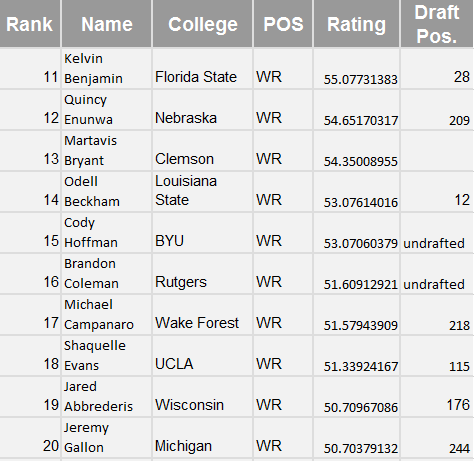 Rank Name College POS Rating Draft Pos.
11 Kelvin Benjamin Florida State WR 55.07731383 28
12 Quincy Enunwa Nebraska WR 54.65170317 209
13 Martavis Bryant Clemson WR 54.35008955
14 Odell Beckham Louisiana State WR 53.07614016 12
15 Cody Hoffman BYU WR 53.07060379 undrafted
16 Brandon Coleman Rutgers WR 51.60912921 undrafted
17 Michael Campanaro Wake Forest WR 51.57943909 218
18 Shaquelle Evans UCLA WR 51.33924167 115
19 Jared Abbrederis Wisconsin WR 50.70967086 176
20 Jeremy Gallon Michigan WR 50.70379132 244